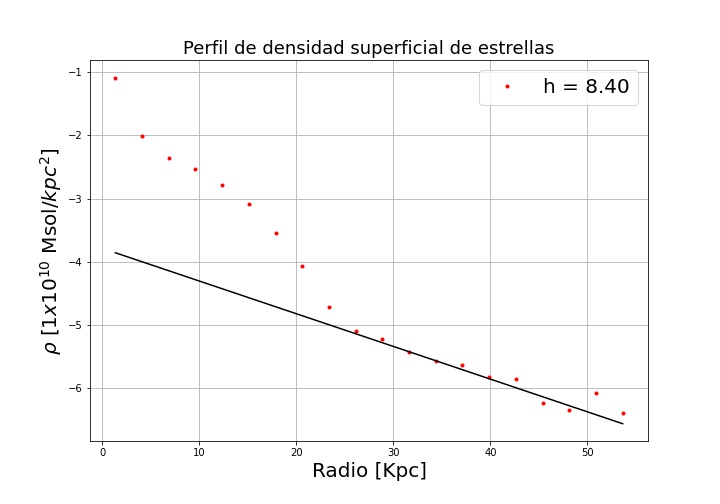 Perfil de densidad superficial de estrellas
h = 8.40
ρ [1x10¹⁰ Msol/kpc²]
−1
−2
−3
−4
−5
−6
0 10 20 30 40 50
Radio [Kpc]